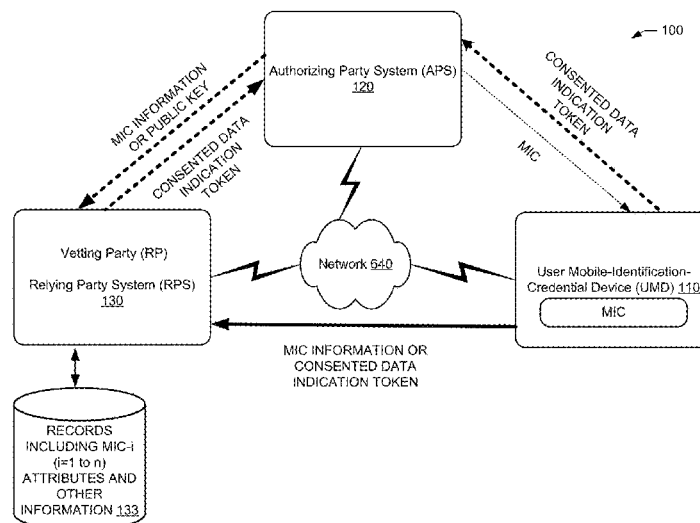 100
Authorizing Party System (APS)
120
MIC INFORMATION
OR PUBLIC KEY
CONSENTED DATA
INDICATION
TOKEN
CONSENTED DATA
INDICATION
TOKEN
MIC
Vetting Party (RP)
Relying Party System (RPS)
130
Network 640
User Mobile-Identification-
Credential Device (UMD) 110
MIC
MIC INFORMATION OR
CONSENTED DATA
INDICATION TOKEN
RECORDS
INCLUDING MIC-i
(i=1 to n)
ATTRIBUTES AND
OTHER
INFORMATION 133